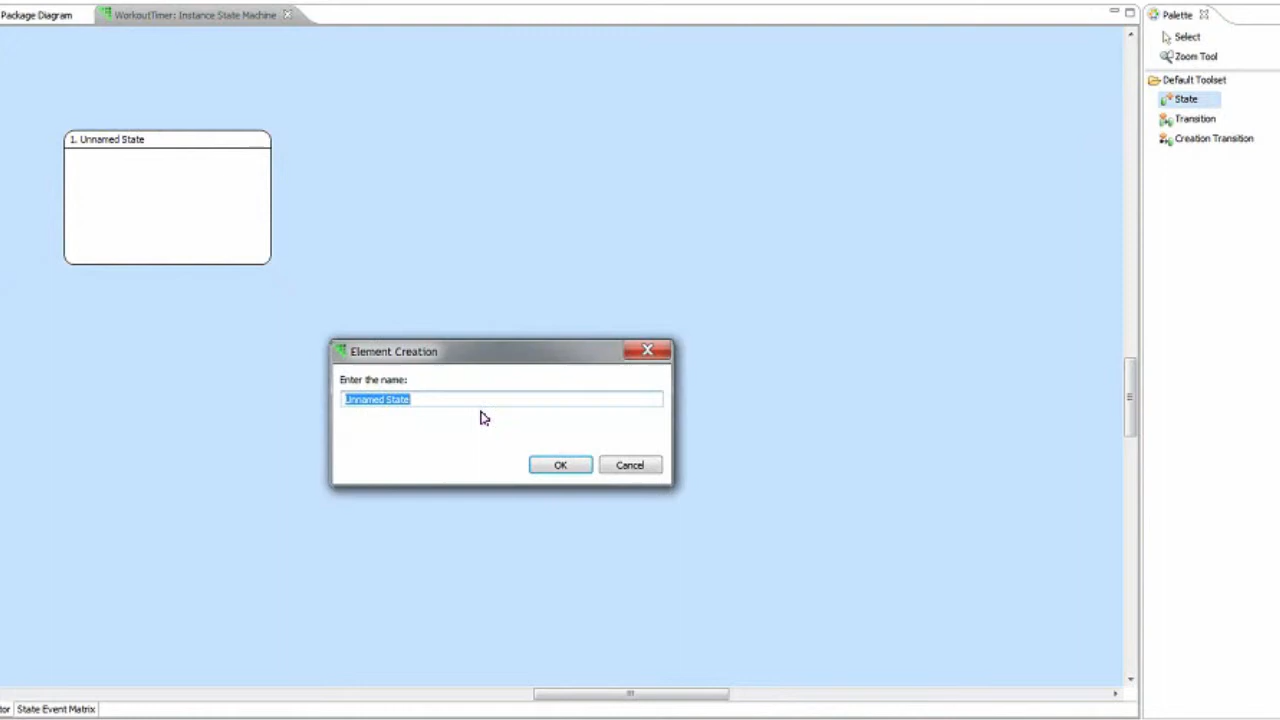 Package Diagram
WorkoutTimer: Instance State Machine
Palette
Select
Zoom Tool
Default Toolset
State
Transition
Creation Transition
1. Unnamed State
Element Creation
Enter the name:
Unnamed State
OK
Cancel
State Event Matrix